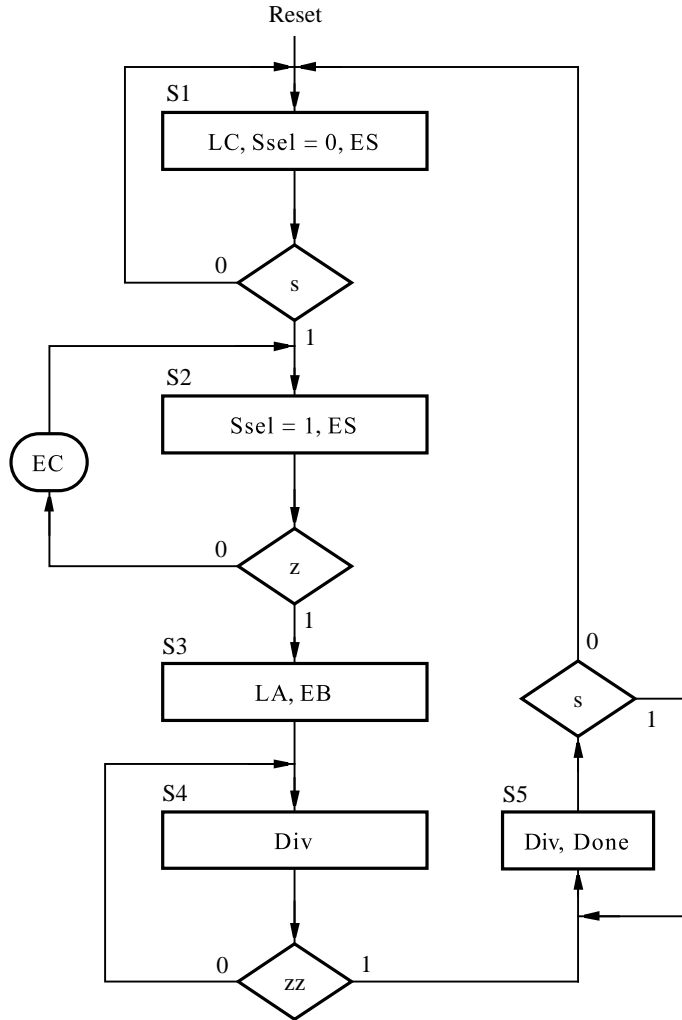 Reset
S1
LC, Ssel = 0, ES
0
s
1
S2
Ssel = 1, ES
EC
0
z
1
S3
LA, EB
0
s
1
S4
Div
S5
Div, Done
0
zz
1